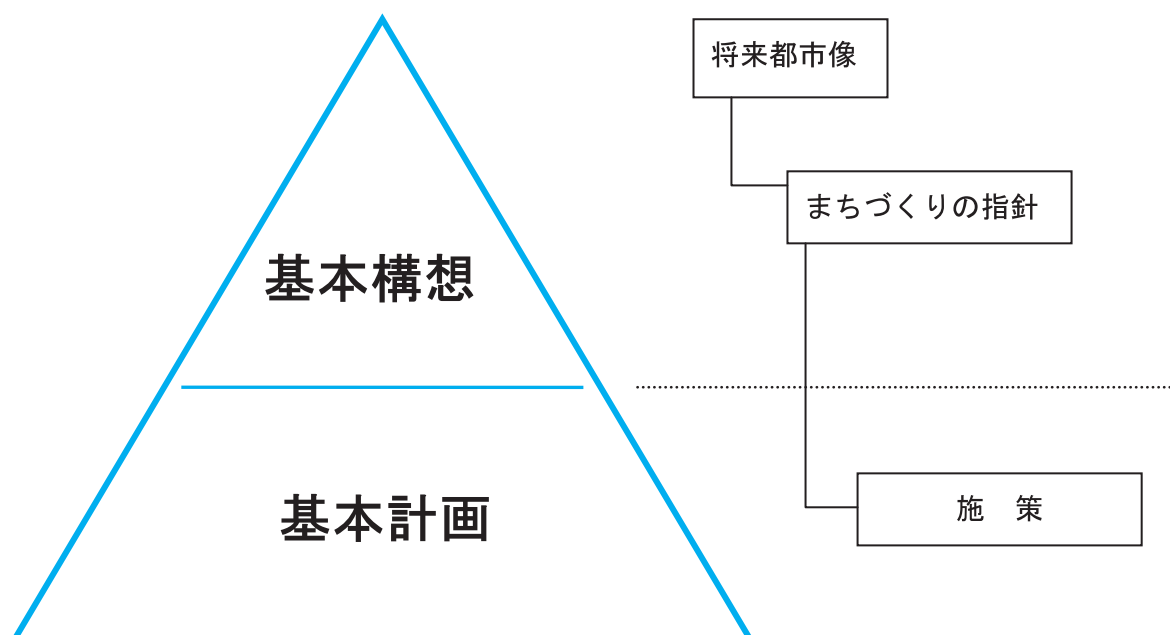 将来都市像
まちづくりの指針
基本構想
基本計画
施　策